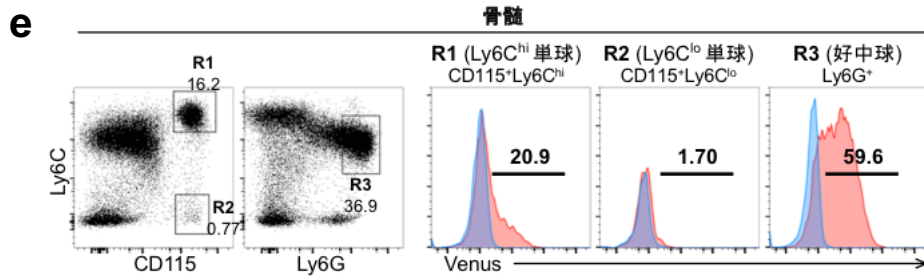 e
骨髄
R1 (Ly6Chi 単球)
CD115+Ly6Chi
R2 (Ly6Clo 単球)
CD115+Ly6Clo
R3 (好中球)
Ly6G+
R1
16.2
R2
0.77
R3
36.9
20.9
1.70
59.6
Ly6C
CD115
Ly6G
Venus